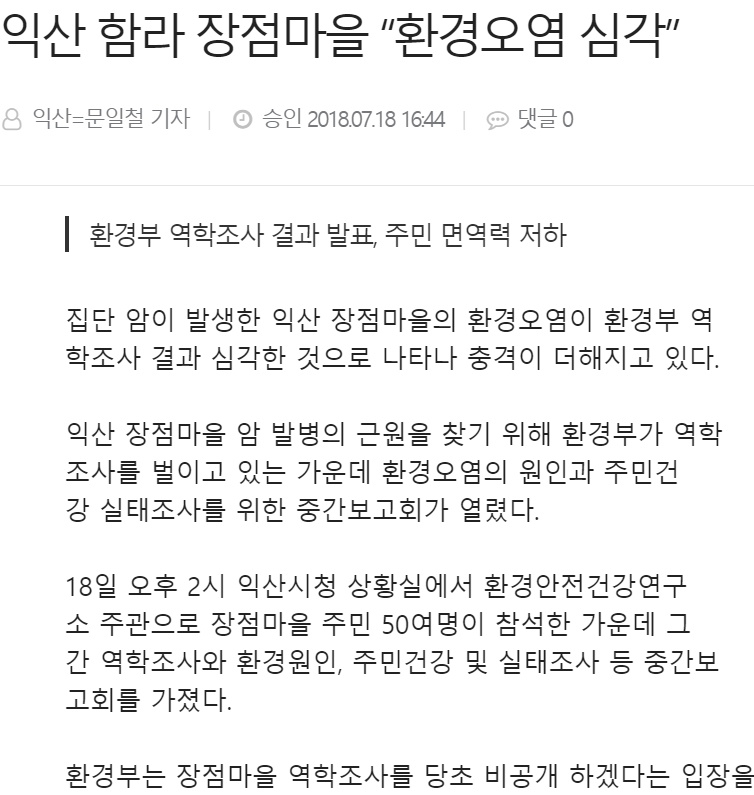 익산 함라 장점마을 “환경오염 심각”
익산=문일철 기자 | 승인 2018.07.18 16:44 | 댓글 0
환경부 역학조사 결과 발표, 주민 면역력 저하
집단 암이 발생한 익산 장점마을의 환경오염이 환경부 역
학조사 결과 심각한 것으로 나타나 충격이 더해지고 있다.
익산 장점마을 암 발병의 근원을 찾기 위해 환경부가 역학
조사를 벌이고 있는 가운데 환경오염의 원인과 주민건
강 실태조사를 위한 중간보고회가 열렸다.
18일 오후 2시 익산시청 상황실에서 환경안전건강연구
소 주관으로 장점마을 주민 50여명이 참석한 가운데 그
간 역학조사와 환경원인, 주민건강 및 실태조사 등 중간보
고회를 가졌다.
환경부는 장점마을 역학조사를 당초 비공개 하겠다는 입장을